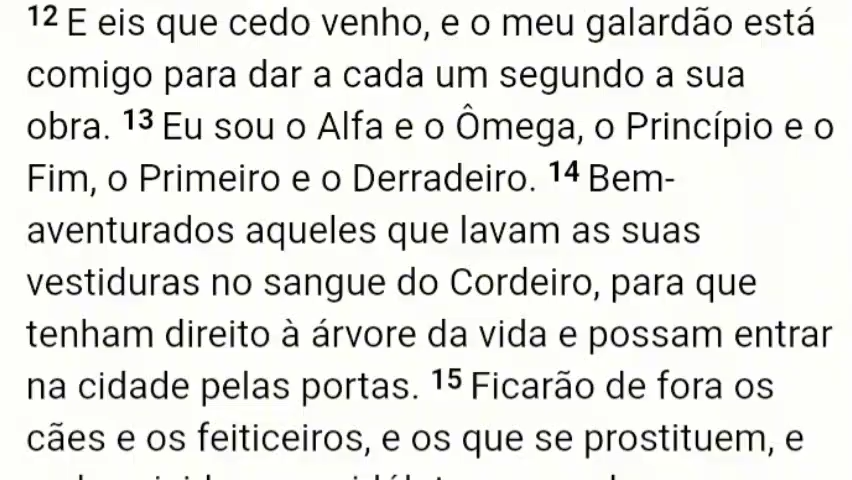 12 E eis que cedo venho, e o meu galardão está
comigo para dar a cada um segundo a sua
obra. 13 Eu sou o Alfa e o Ômega, o Princípio e o
Fim, o Primeiro e o Derradeiro. 14 Bem-
aventurados aqueles que lavam as suas
vestiduras no sangue do Cordeiro, para que
tenham direito à árvore da vida e possam entrar
na cidade pelas portas. 15 Ficarão de fora os
cães e os feiticeiros, e os que se prostituem, e